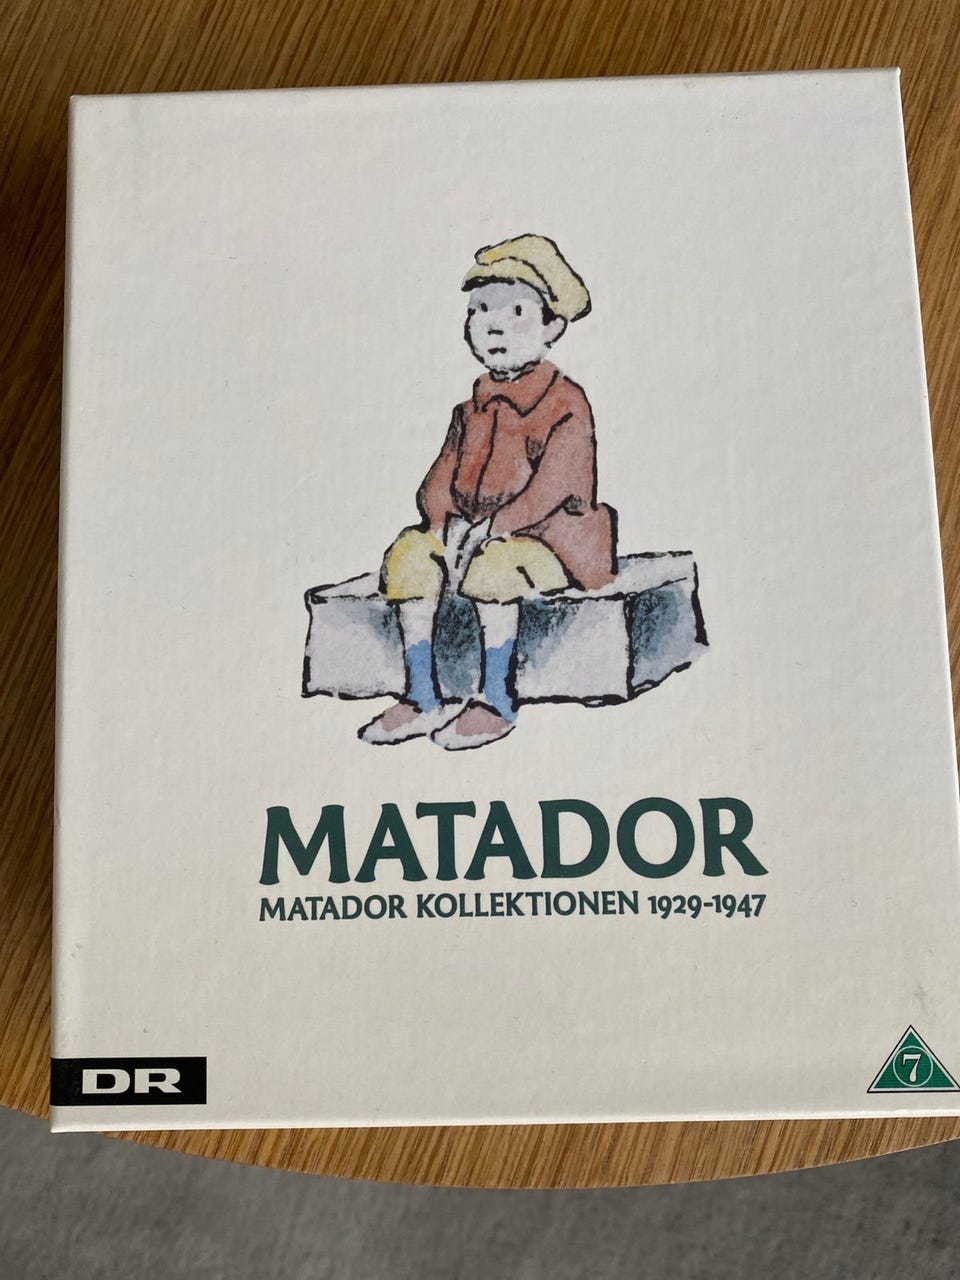 MATADOR
MATADOR KOLLEKTIONEN 1929-1947
DR
7